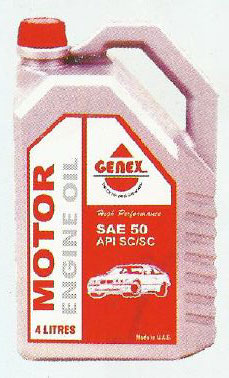 GENEX
High Performance
SAE 50
API SC/SC
MOTOR
ENGINE OIL
4 LITRES
Made in U.A.E.